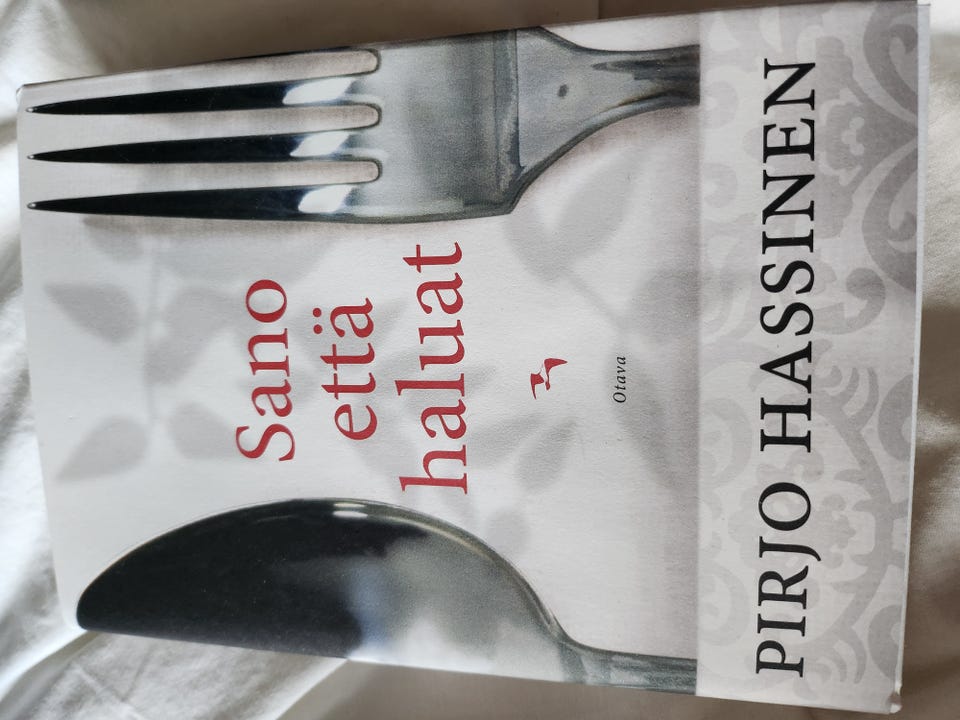 Sano
että
haluat
Otava
PIRJO HASSINEN